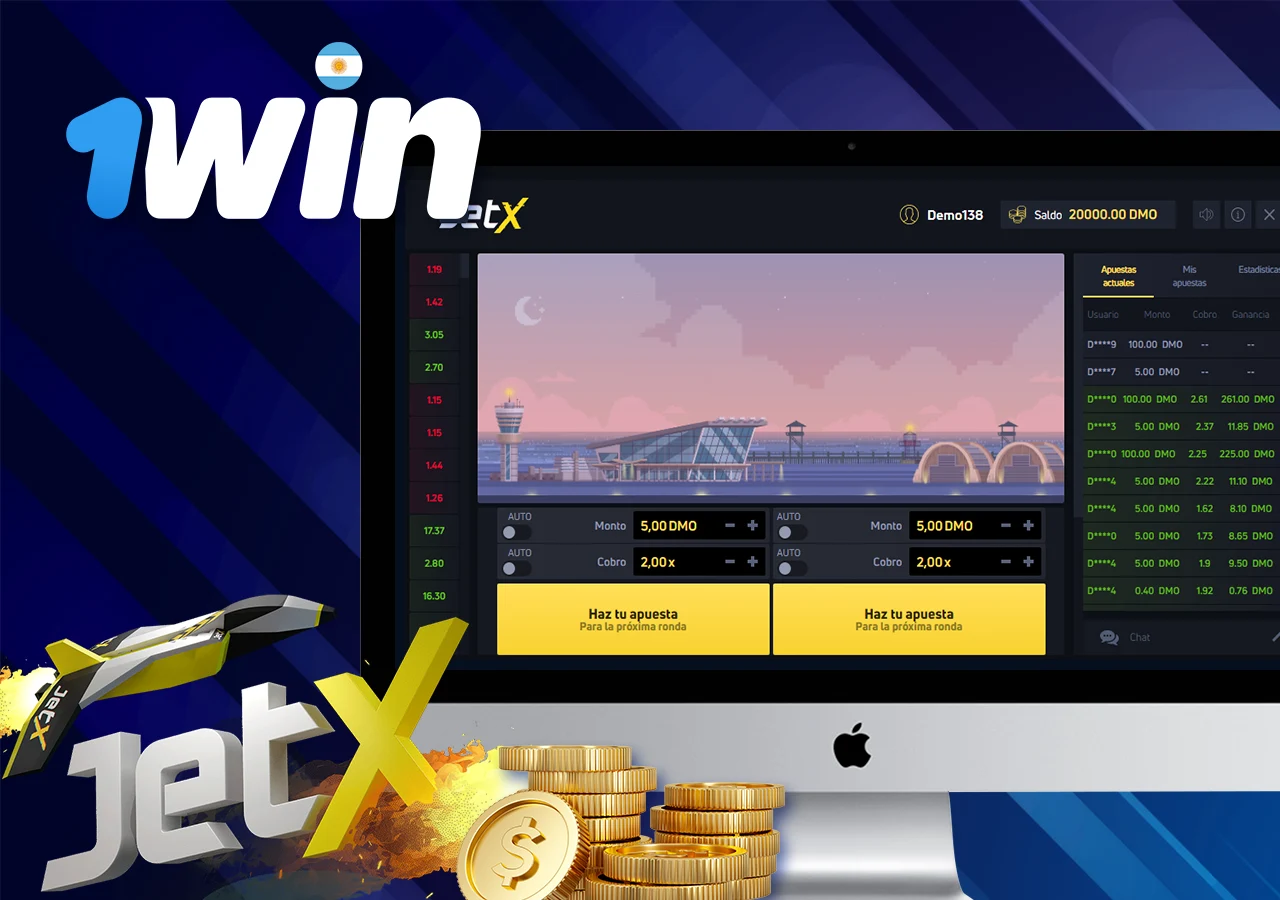 1win
JetX
Demo138
Saldo 20000.00 DMO
1.19
1.42
3.05
2.70
1.15
1.15
1.44
1.26
17.37
2.80
16.30
AUTO
Monto 5,00 DMO
AUTO
Cobro 2,00x
Haz tu apuesta
Para la próxima ronda
AUTO
Monto 5,00 DMO
AUTO
Cobro 2,00x
Haz tu apuesta
Para la próxima ronda
Apuestas actuales
Mis apuestas
Estadísticas
Usuario Monto Cobro Ganancia
D****9 100.00 DMO -- --
D****7 5.00 DMO -- --
D****0 100.00 DMO 2.61 261.00 DMO
D****3 5.00 DMO 2.37 11.85 DMO
D****0 100.00 DMO 2.25 225.00 DMO
D****4 5.00 DMO 2.22 11.10 DMO
D****4 5.00 DMO 1.62 8.10 DMO
D****0 5.00 DMO 1.73 8.65 DMO
D****4 5.00 DMO 1.9 9.50 DMO
D****4 0.40 DMO 1.92 0.76 DMO
Chat
JetX
JetX
$